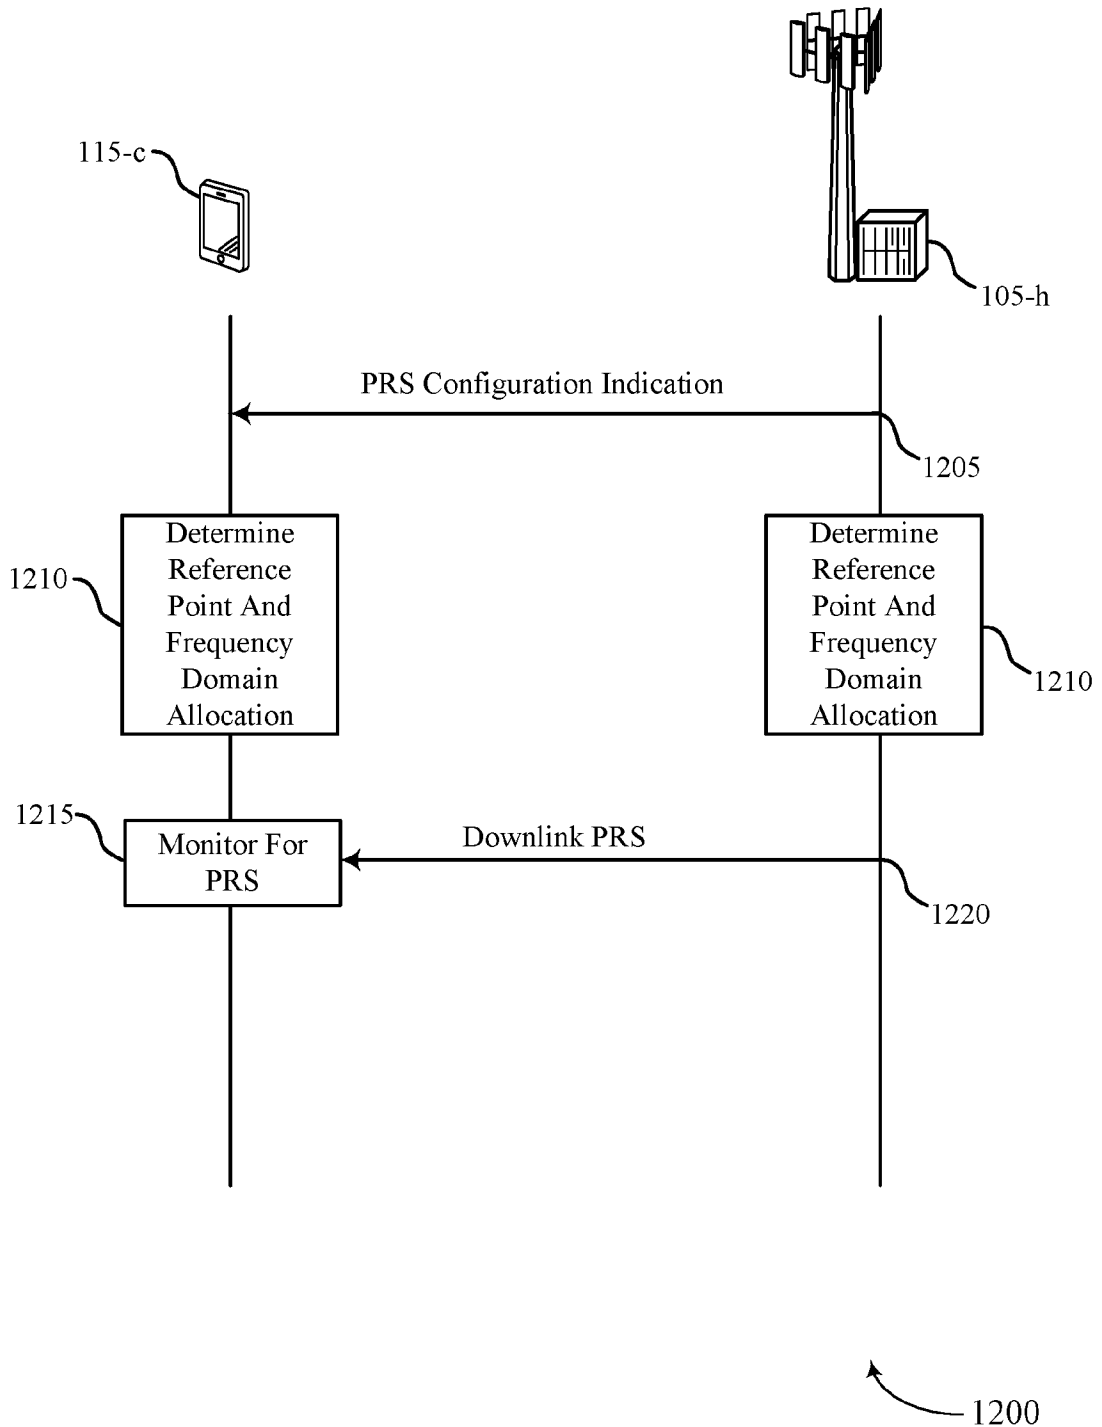 115-c
105-h
PRS Configuration Indication
1205
Determine
Reference
Point And
Frequency
Domain
Allocation
1210
Determine
Reference
Point And
Frequency
Domain
Allocation
1210
1215
Monitor For
PRS
Downlink PRS
1220
1200